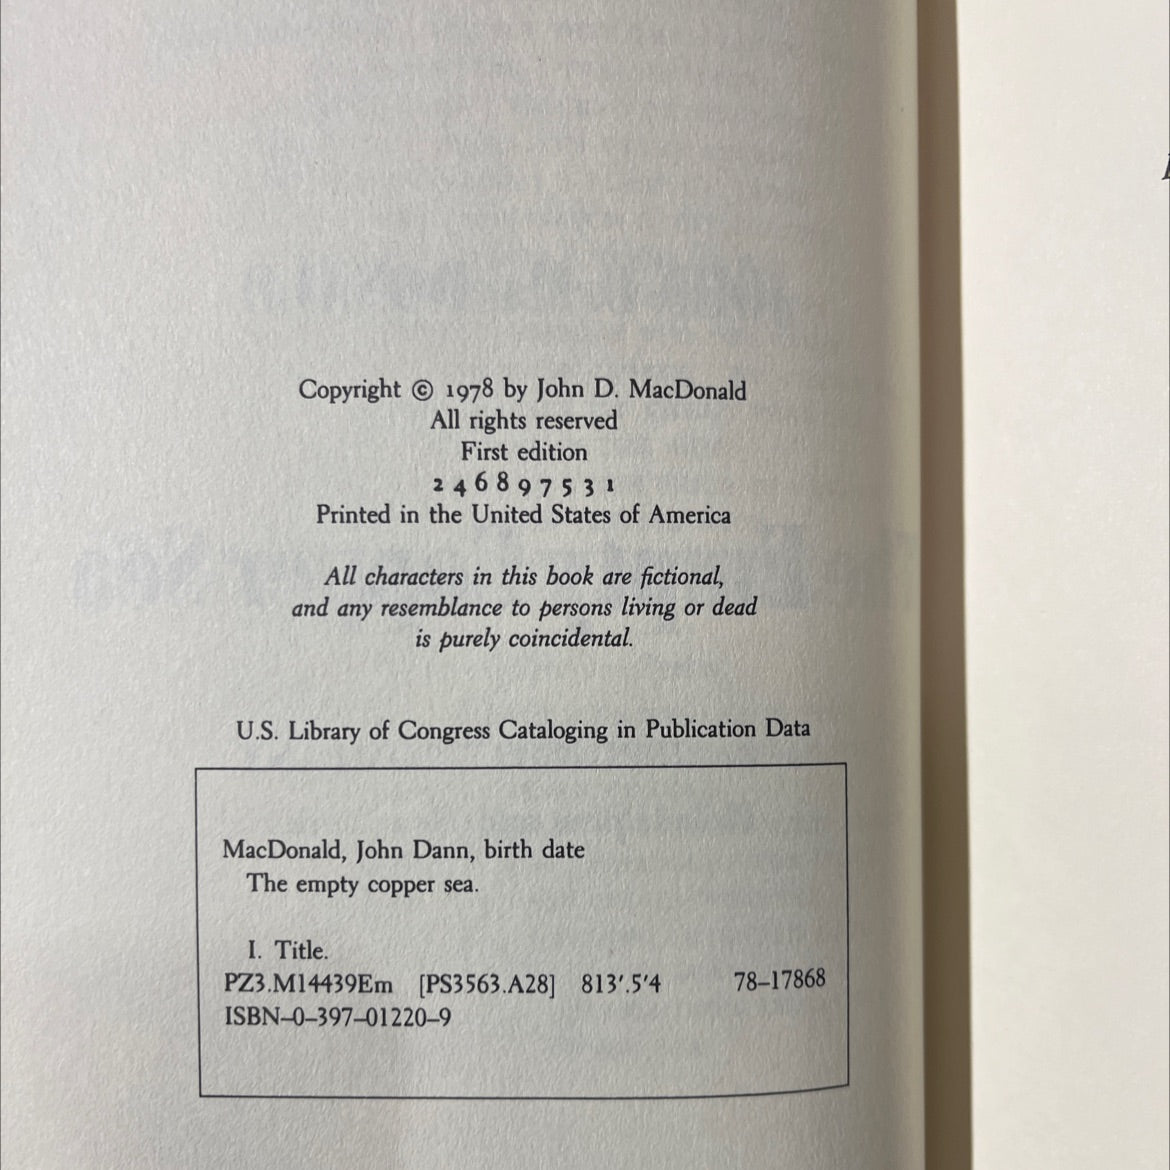 Copyright © 1978 by John D. MacDonald
All rights reserved
First edition
2 4 6 8 9 7 5 3 1
Printed in the United States of America
All characters in this book are fictional,
and any resemblance to persons living or dead
is purely coincidental.
U.S. Library of Congress Cataloging in Publication Data
MacDonald, John Dann, birth date
The empty copper sea.
I. Title.
PZ3.M14439Em [PS3563.A28] 813′.5′4 78–17868
ISBN–0–397–01220–9